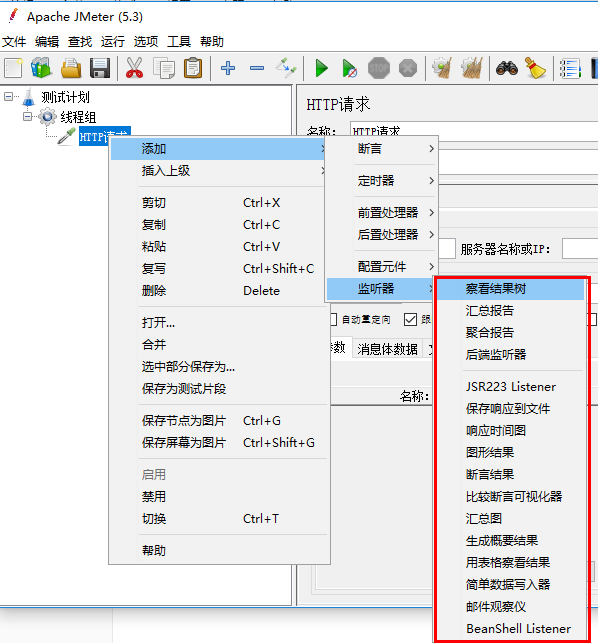 Apache JMeter (5.3)
文件 编辑 查找 运行 选项 工具 帮助
测试计划
线程组
HTTP请求
HTTP请求
名称： HTTP请求
服务器名称或IP：
自动重定向
消息体数据
名称：
添加
插入上级
剪切 Ctrl+X
复制 Ctrl+C
粘贴 Ctrl+V
复写 Ctrl+Shift+C
删除 Delete
打开...
合并
选中部分保存为...
保存为测试片段
保存节点为图片 Ctrl+G
保存屏幕为图片 Ctrl+Shift+G
启用
禁用
切换 Ctrl+T
帮助
断言
定时器
前置处理器
后置处理器
配置元件
监听器
察看结果树
汇总报告
聚合报告
后端监听器
JSR223 Listener
保存响应到文件
响应时间图
图形结果
断言结果
比较断言可视化器
汇总图
生成概要结果
用表格察看结果
简单数据写入器
邮件观察仪
BeanShell Listener